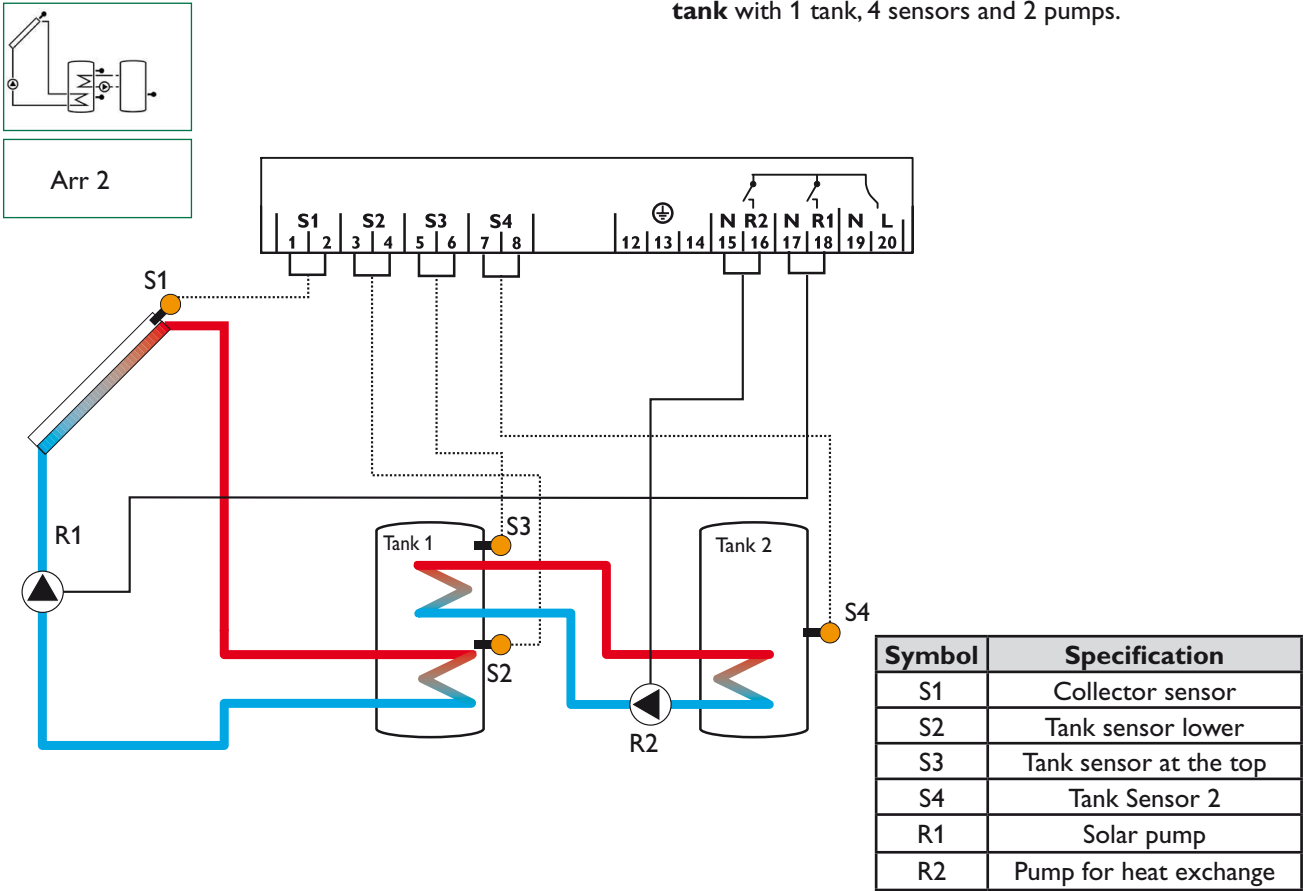 tank with 1 tank, 4 sensors and 2 pumps.
Arr 2
S1 S2 S3 S4 N R2 N R1 N L
1 2 3 4 5 6 7 8 12 13 14 15 16 17 18 19 20
S1
R1
Tank 1
S3
Tank 2
S2
S4
R2
Symbol Specification
S1 Collector sensor
S2 Tank sensor lower
S3 Tank sensor at the top
S4 Tank Sensor 2
R1 Solar pump
R2 Pump for heat exchange